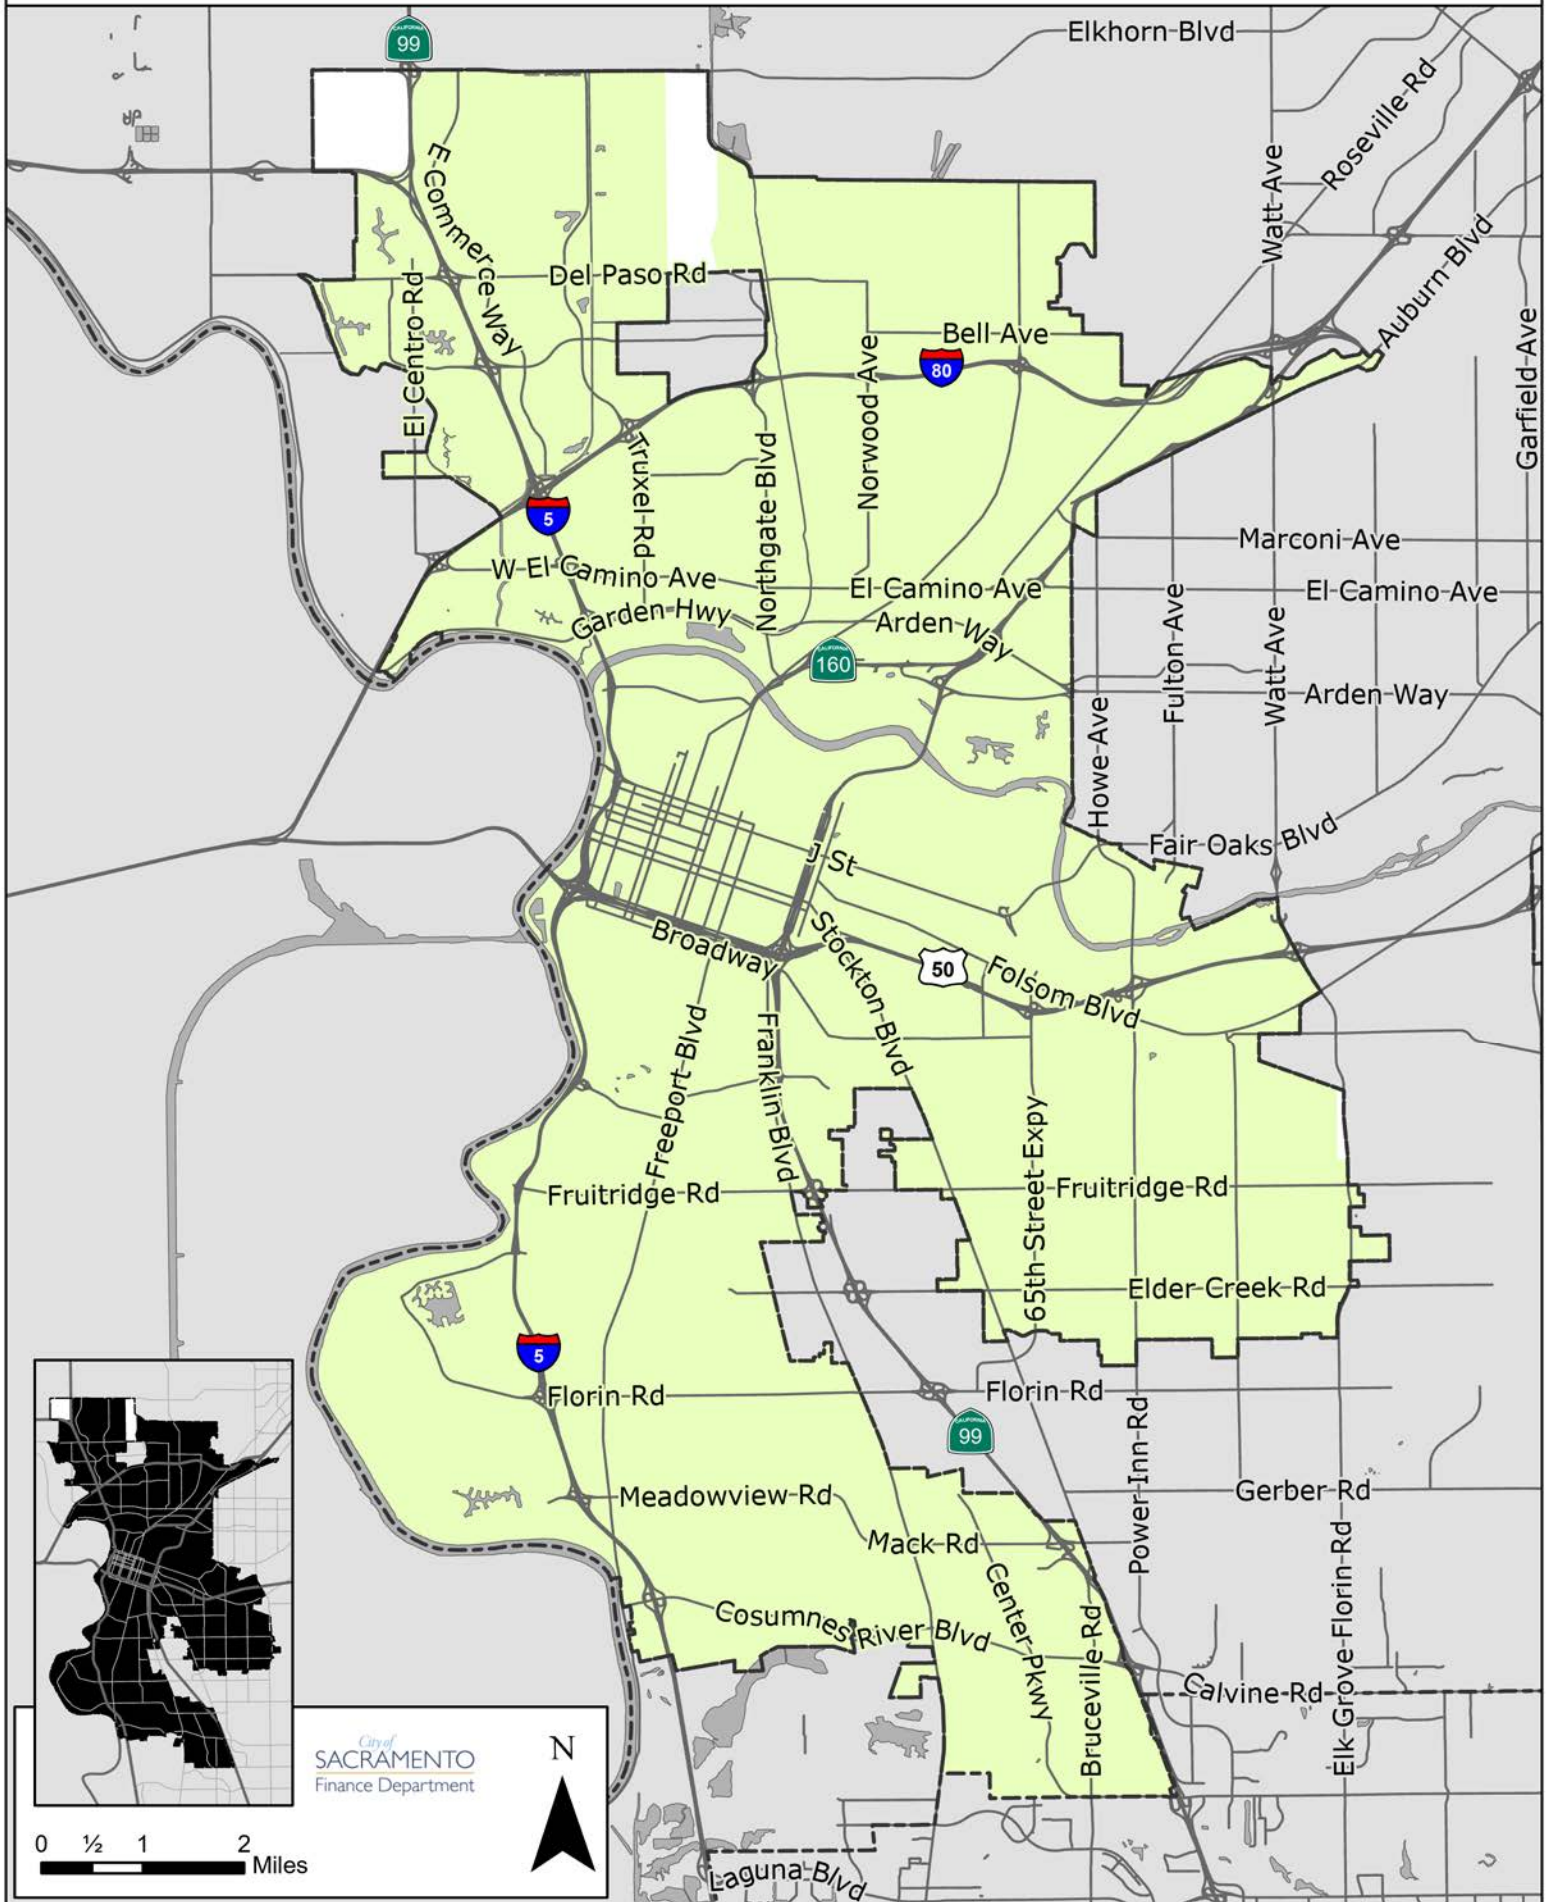 CALIFORNIA
99
Elkhorn Blvd
Roseville Rd
Watt Ave
E Commerce Way
Auburn Blvd
Del Paso Rd
El Centro Rd
Bell Ave
80
Garfield Ave
Norwood Ave
Truxel Rd
Northgate Blvd
5
Marconi Ave
W El Camino Ave
El Camino Ave
El Camino Ave
Garden Hwy
Arden Way
CALIFORNIA
160
Fulton Ave
Watt Ave
Arden Way
Howe Ave
J St
Fair Oaks Blvd
Broadway
Stockton Blvd
50
Folsom Blvd
Freeport Blvd
Franklin Blvd
65th Street Expy
Fruitridge Rd
Fruitridge Rd
Elder Creek Rd
5
Florin Rd
Florin Rd
CALIFORNIA
99
Power Inn Rd
Meadowview Rd
Gerber Rd
Mack Rd
Center Pkwy
Cosumnes River Blvd
Bruceville Rd
Elk Grove Florin Rd
Calvine Rd
City of
SACRAMENTO
Finance Department
N
0 ½ 1 2
Miles
Laguna Blvd